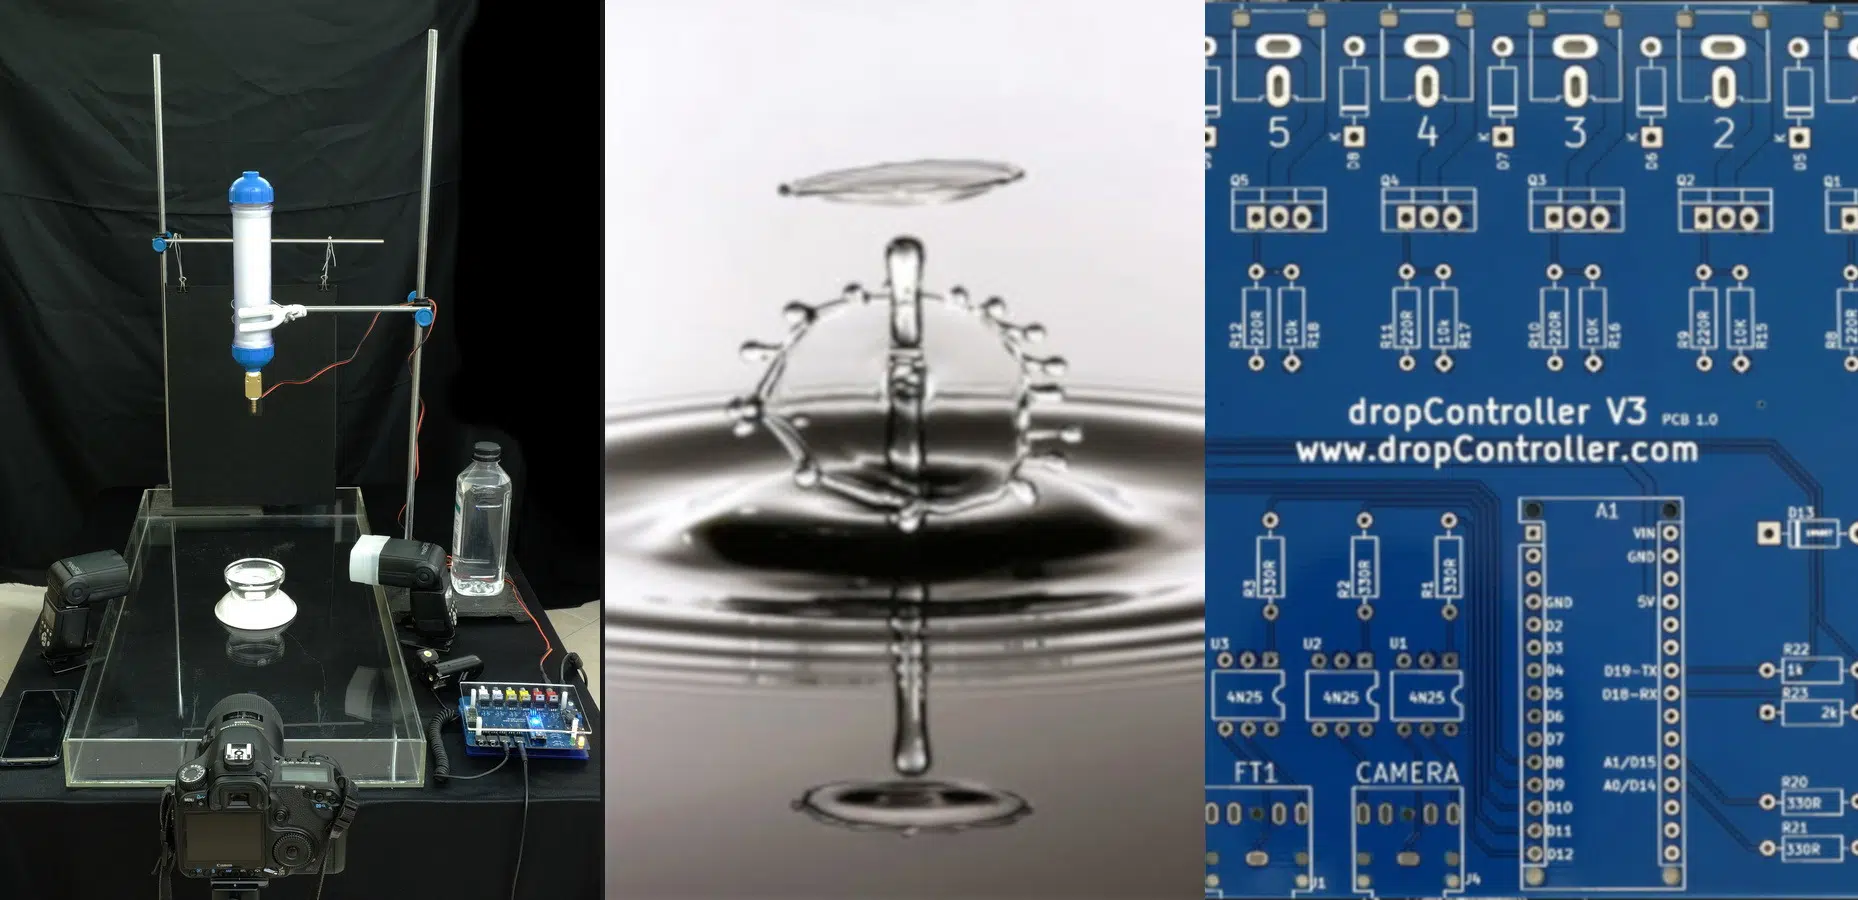 Canon
5
4
3
2
K
D8
K
D7
K
D6
K
D5
Q5
Q4
Q3
Q2
Q1
R12
220R
10k
R18
R11
220R
10k
R17
R10
220R
10K
R16
R9
220R
10K
R15
R8
220R
dropController V3 PCB 1.0
www.dropController.com
A1
D13
VIN
GND
R3
330R
R2
330R
R1
330R
GND
5V
D2
U3
U2
U1
D3
R22
D4
D19-TX
1k
4N25
4N25
4N25
D5
D18-RX
R23
D6
2k
D7
FT1
CAMERA
D8
A1/D15
D9
A0/D14
R20
D10
330R
D11
R21
D12
330R
J1
J4